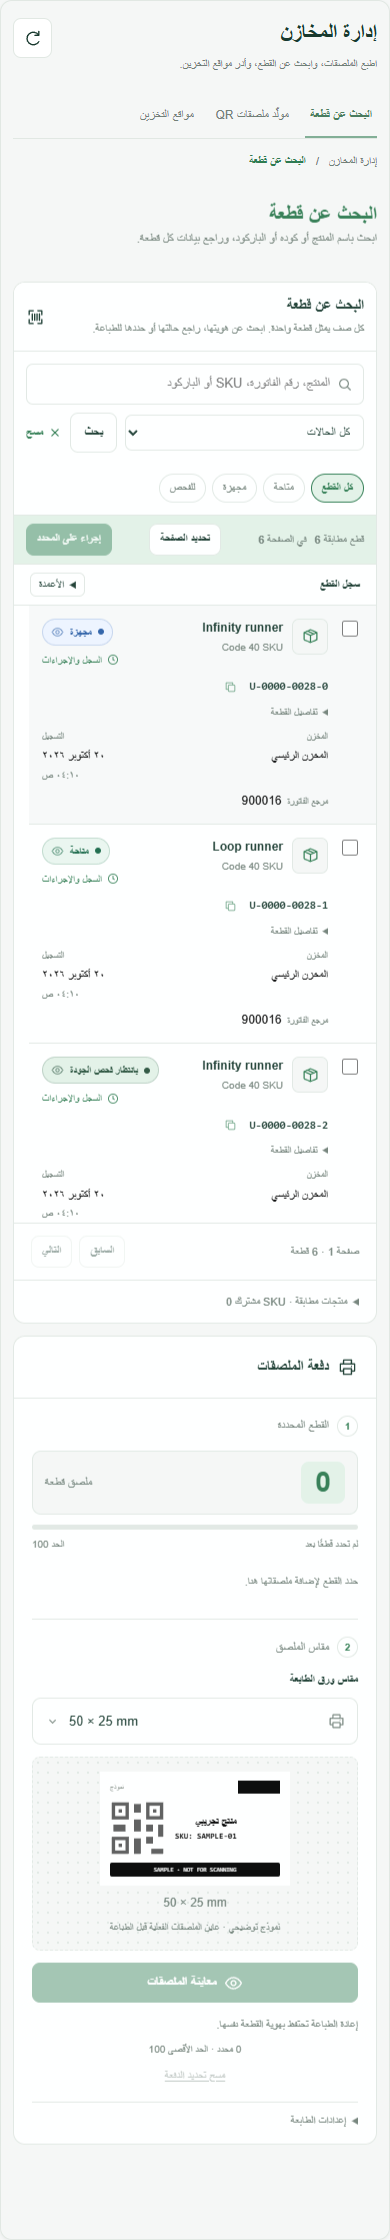 إدارة المخازن
اطبع الملصقات، وابحث عن القطع، وأدر مواقع التخزين.
البحث عن قطعة
مولّد ملصقات QR
مواقع التخزين
إدارة المخازن / البحث عن قطعة
البحث عن قطعة
ابحث باسم المنتج أو كوده أو الباركود، وراجع بيانات كل قطعة.
البحث عن قطعة
كل صف يمثل قطعة واحدة. ابحث عن هويتها، راجع حالتها أو حددها للطباعة.
المنتج، رقم الفاتورة، SKU أو الباركود
كل الحالات
بحث
مسح
كل القطع
متاحة
مجهزة
للفحص
قطع مطابقة 6 في الصفحة 6
تحديد الصفحة
إجراء على المحدد
سجل القطع
الأعمدة
Infinity runner
مجهزة
Code 40 SKU
السجل والإجراءات
U-0000-0028-0
تفاصيل القطعة
المخزن
التسجيل
المخزن الرئيسي
٢٠ أكتوبر ٢٠٢٦
٠٤:١٠ ص
مرجع الفاتورة: 900016
Loop runner
متاحة
Code 40 SKU
السجل والإجراءات
U-0000-0028-1
تفاصيل القطعة
المخزن
التسجيل
المخزن الرئيسي
٢٠ أكتوبر ٢٠٢٦
٠٤:١٠ ص
مرجع الفاتورة: 900016
Infinity runner
بانتظار فحص الجودة
Code 40 SKU
السجل والإجراءات
U-0000-0028-2
تفاصيل القطعة
المخزن
التسجيل
المخزن الرئيسي
٢٠ أكتوبر ٢٠٢٦
٠٤:١٠ ص
صفحة 1 · 6 قطعة
السابق
التالي
منتجات مطابقة · SKU مشترك 0
دفعة الملصقات
1 القطع المحددة
0
ملصق قطعة
لم تحدد قطعًا بعد
الحد 100
حدد القطع لإضافة ملصقاتها هنا.
2 مقاس الملصق
مقاس ورق الطابعة
50 × 25 mm
نموذج
منتج تجريبي
SKU: SAMPLE-01
SAMPLE · NOT FOR SCANNING
50 × 25 mm
نموذج توضيحي · عاين الملصقات الفعلية قبل الطباعة
معاينة الملصقات
إعادة الطباعة تحتفظ بهوية القطعة نفسها.
0 محدد · الحد الأقصى 100
مسح تحديد الدفعة
إعدادات الطابعة